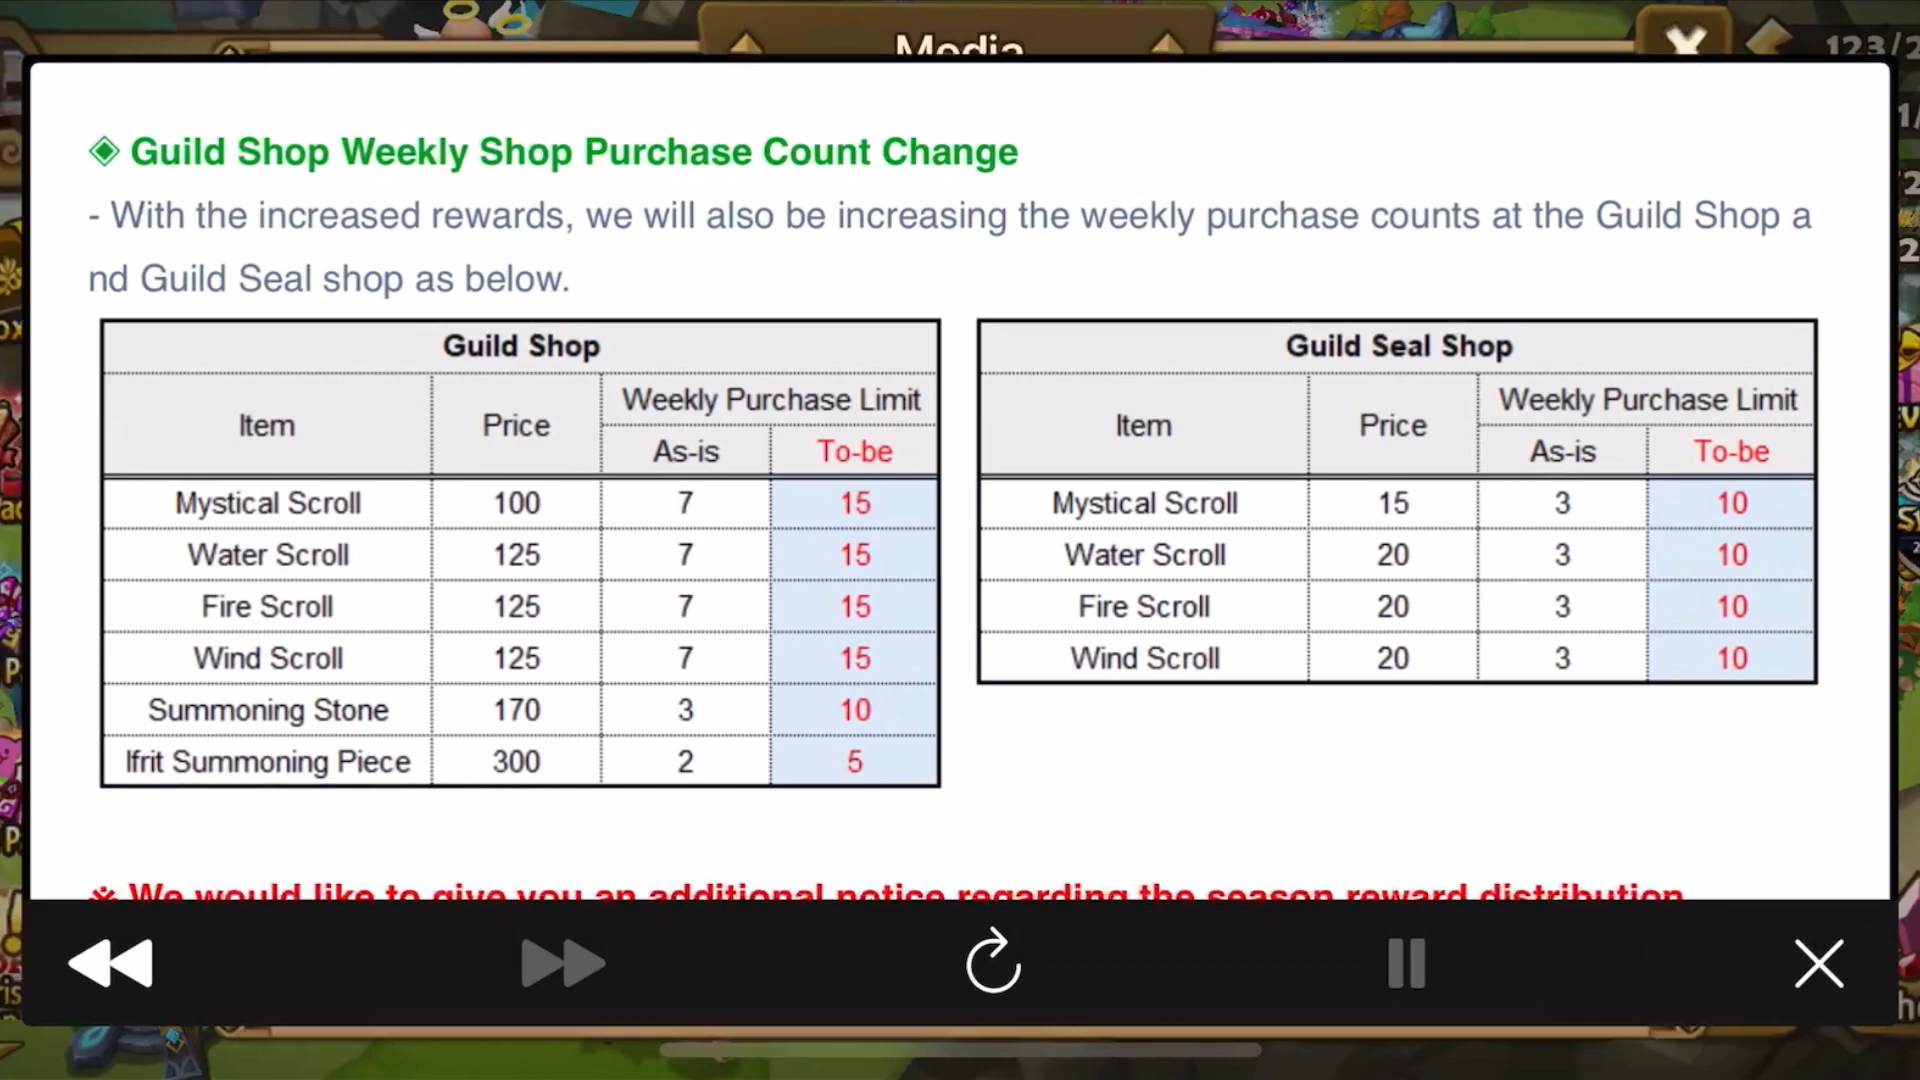 Media
123/2
◈ Guild Shop Weekly Shop Purchase Count Change
- With the increased rewards, we will also be increasing the weekly purchase counts at the Guild Shop a
nd Guild Seal shop as below.
Guild Shop
Item Price Weekly Purchase Limit
As-is To-be
Mystical Scroll 100 7 15
Water Scroll 125 7 15
Fire Scroll 125 7 15
Wind Scroll 125 7 15
Summoning Stone 170 3 10
Ifrit Summoning Piece 300 2 5
Guild Seal Shop
Item Price Weekly Purchase Limit
As-is To-be
Mystical Scroll 15 3 10
Water Scroll 20 3 10
Fire Scroll 20 3 10
Wind Scroll 20 3 10
※ We would like to give you an additional notice regarding the season reward distribution